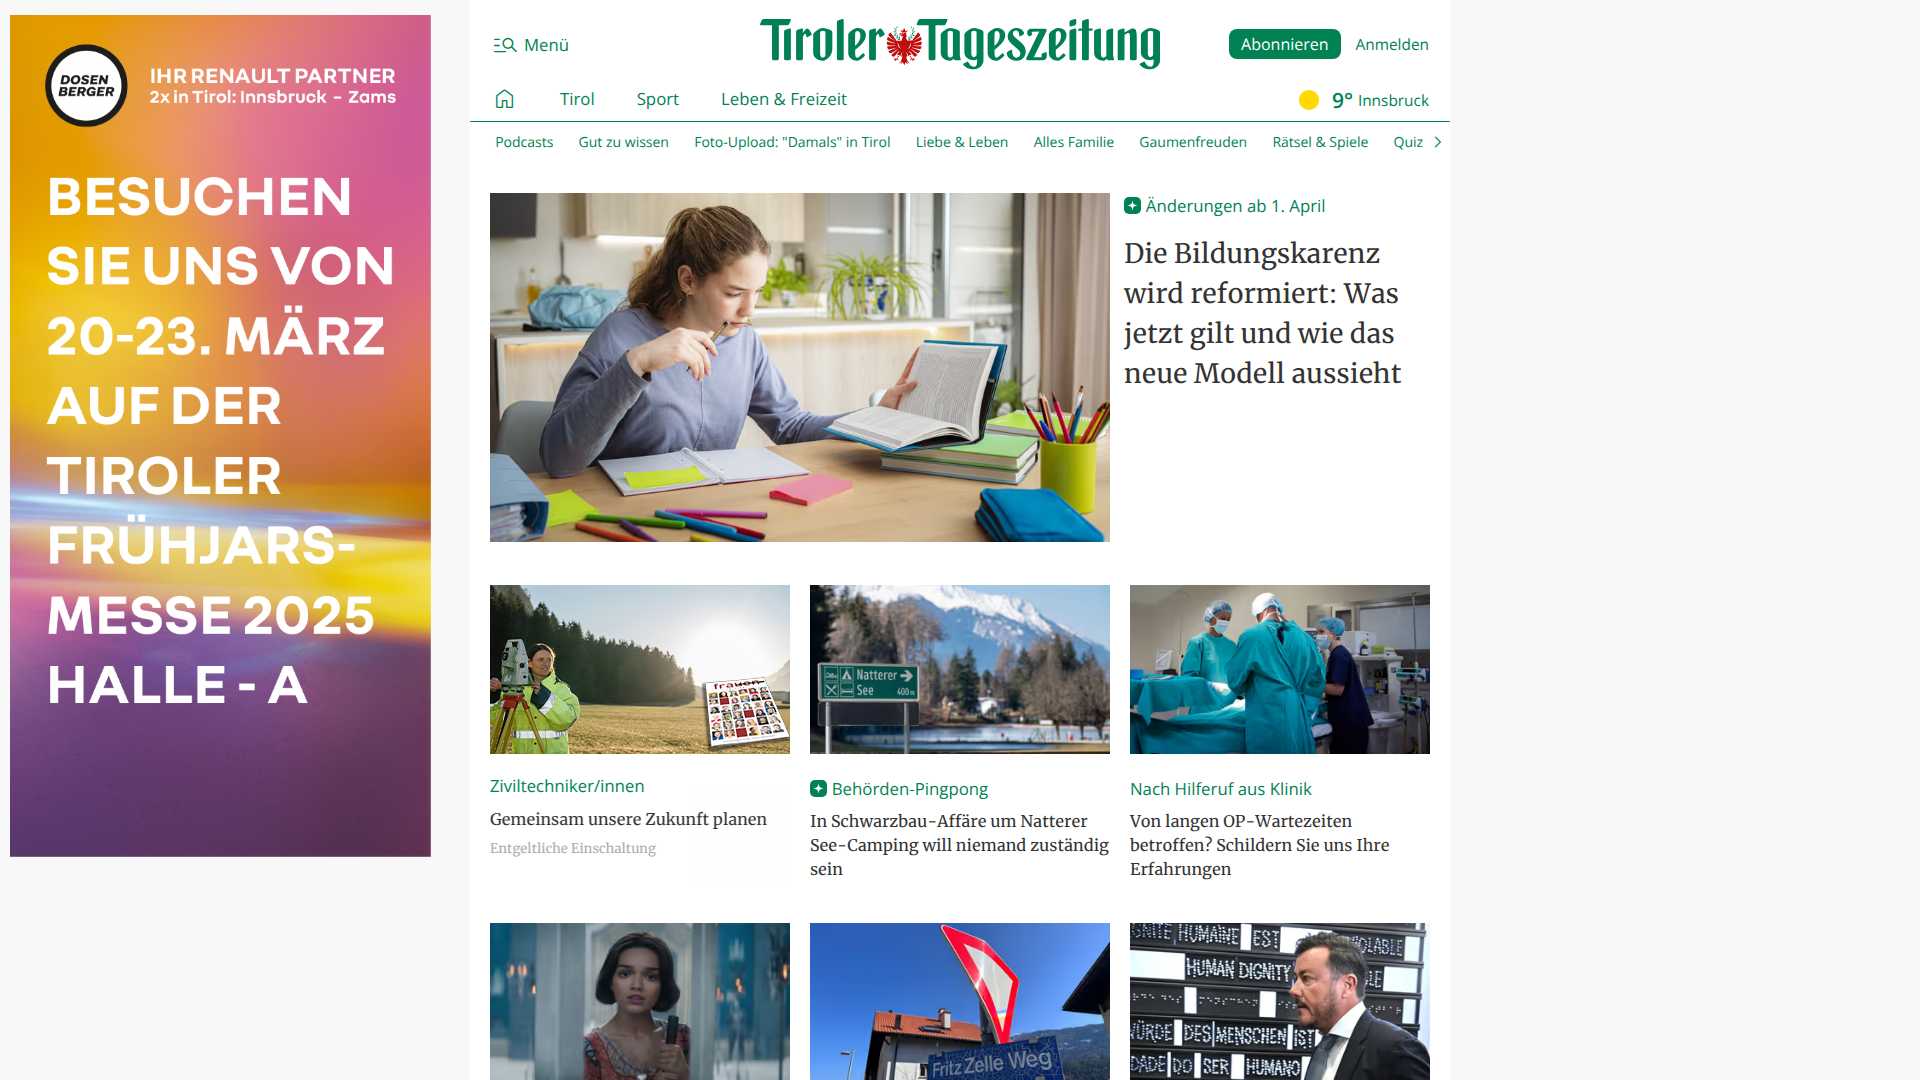 DOSEN
BERGER
IHR RENAULT PARTNER
2x in Tirol: Innsbruck - Zams
BESUCHEN
SIE UNS VON
20-23. MÄRZ
AUF DER
TIROLER
FRÜHJARS-
MESSE 2025
HALLE - A
Menü
Tiroler Tageszeitung
Abonnieren
Anmelden
Tirol
Sport
Leben & Freizeit
9° Innsbruck
Podcasts
Gut zu wissen
Foto-Upload: "Damals" in Tirol
Liebe & Leben
Alles Familie
Gaumenfreuden
Rätsel & Spiele
Quiz
Änderungen ab 1. April
Die Bildungskarenz
wird reformiert: Was
jetzt gilt und wie das
neue Modell aussieht
frauen
Ziviltechniker/innen
Gemeinsam unsere Zukunft planen
Entgeltliche Einschaltung
Natterer
See 400 m
Behörden-Pingpong
In Schwarzbau-Affäre um Natterer
See-Camping will niemand zuständig
sein
Nach Hilferuf aus Klinik
Von langen OP-Wartezeiten
betroffen? Schildern Sie uns Ihre
Erfahrungen
Fritz Zelle Weg
HUMAINE EST
HUMAN DIGNITY
DES MENSCHEN IST
DADE DO SER HUMANO